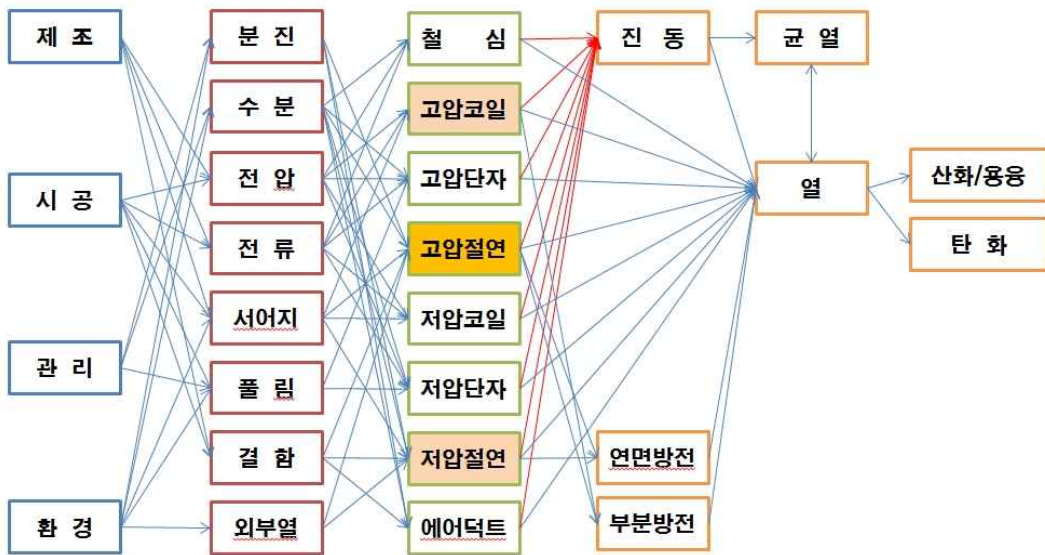 제 조
시 공
관 리
환 경
분 진
수 분
전 압
전 류
서어지
풀 림
결 함
외부열
철 심
고압코일
고압단자
고압절연
저압코일
저압단자
저압절연
에어덕트
진 동
연면방전
부분방전
균 열
열
산화/용융
탄 화